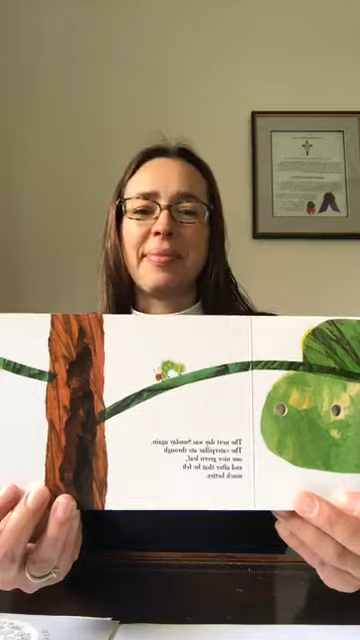 The next day was Sunday again.
The caterpillar ate through
one nice green leaf,
and after that he felt
much better.